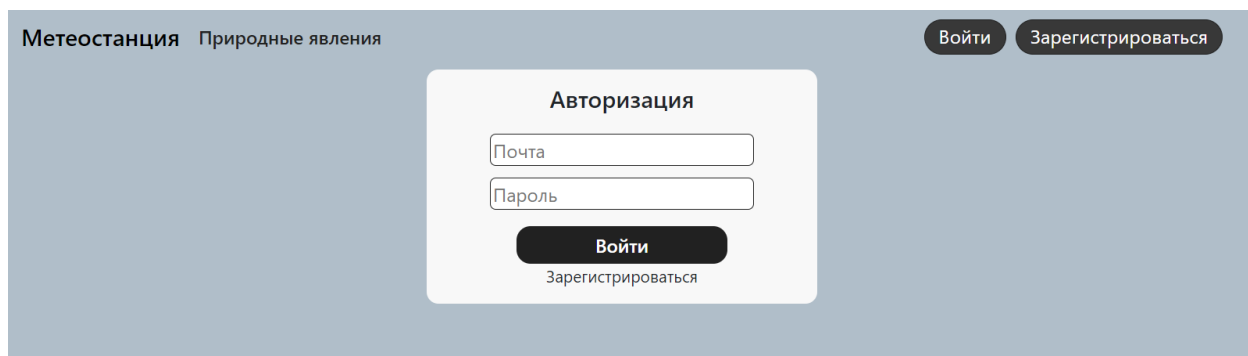 Метеостанция Природные явления Войти Зарегистрироваться
Авторизация
Почта
Пароль
Войти
Зарегистрироваться